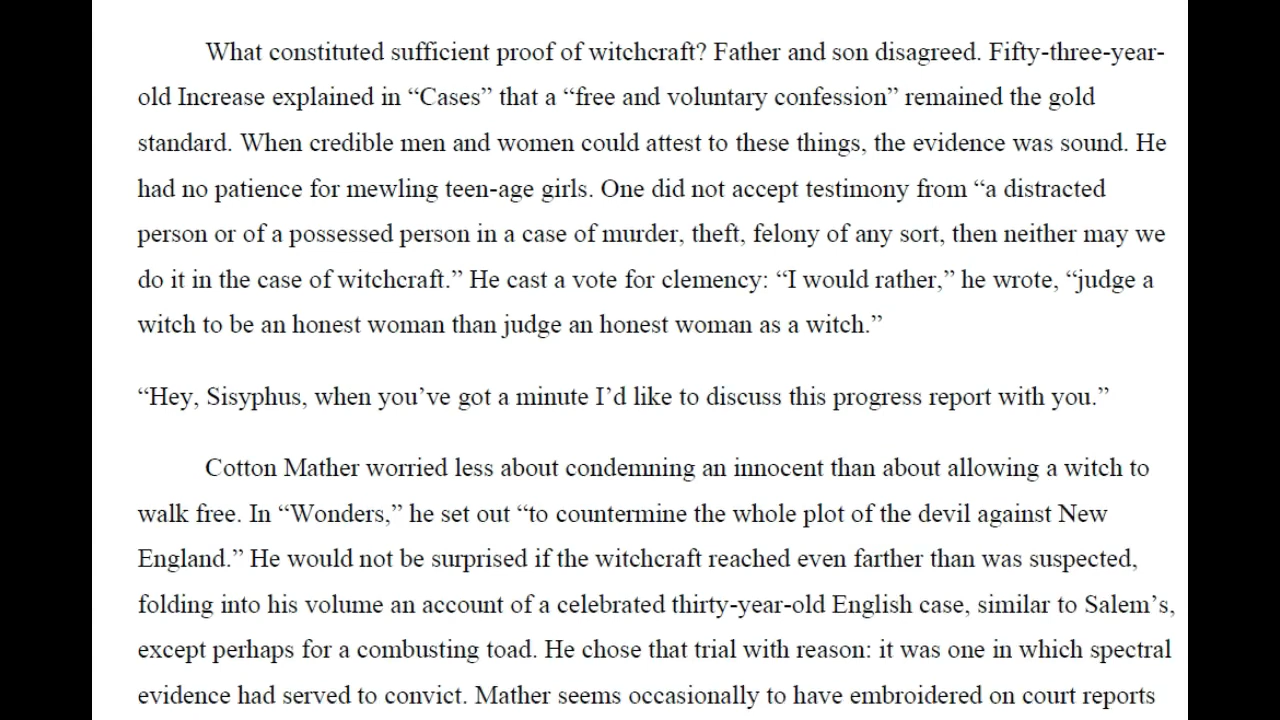 What constituted sufficient proof of witchcraft? Father and son disagreed. Fifty-three-year-
old Increase explained in “Cases” that a “free and voluntary confession” remained the gold
standard. When credible men and women could attest to these things, the evidence was sound. He
had no patience for mewling teen-age girls. One did not accept testimony from “a distracted
person or of a possessed person in a case of murder, theft, felony of any sort, then neither may we
do it in the case of witchcraft.” He cast a vote for clemency: “I would rather,” he wrote, “judge a
witch to be an honest woman than judge an honest woman as a witch.”
“Hey, Sisyphus, when you’ve got a minute I’d like to discuss this progress report with you.”
Cotton Mather worried less about condemning an innocent than about allowing a witch to
walk free. In “Wonders,” he set out “to countermine the whole plot of the devil against New
England.” He would not be surprised if the witchcraft reached even farther than was suspected,
folding into his volume an account of a celebrated thirty-year-old English case, similar to Salem’s,
except perhaps for a combusting toad. He chose that trial with reason: it was one in which spectral
evidence had served to convict. Mather seems occasionally to have embroidered on court reports